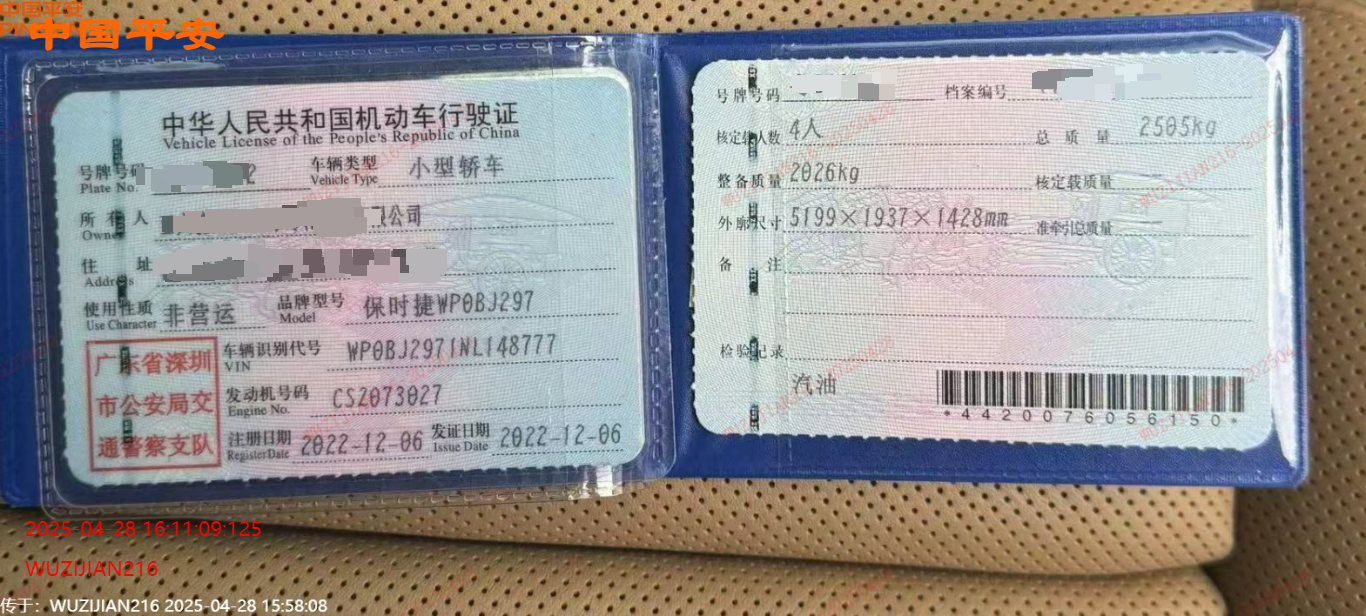 中国平安
中国平安
中华人民共和国机动车行驶证
Vehicle License of the People's Republic of China
号牌号码 2 车辆类型 小型轿车
Plate No. Vehicle Type
所有人 限公司
Owner
住址
Address
使用性质 非营运 品牌型号 保时捷WP0BJ297
Use Character Model
车辆识别代号 WP0BJ2971NL148777
VIN
广东省深圳
市公安局交
通警察支队
发动机号码 CS2073027
Engine No.
注册日期 2022-12-06 发证日期 2022-12-06
Register Date Issue Date
号牌号码 档案编号
核定载人数 4人 总质量 2505kg
整备质量 2026kg 核定载质量 —
外廓尺寸 5199×1937×1428mm 准牵引总质量 —
备注
检验记录
汽油
*4420076056150*
2025-04-28 16:11:09:125
WUZIJIAN216
传于：WUZIJIAN216 2025-04-28 15:58:08